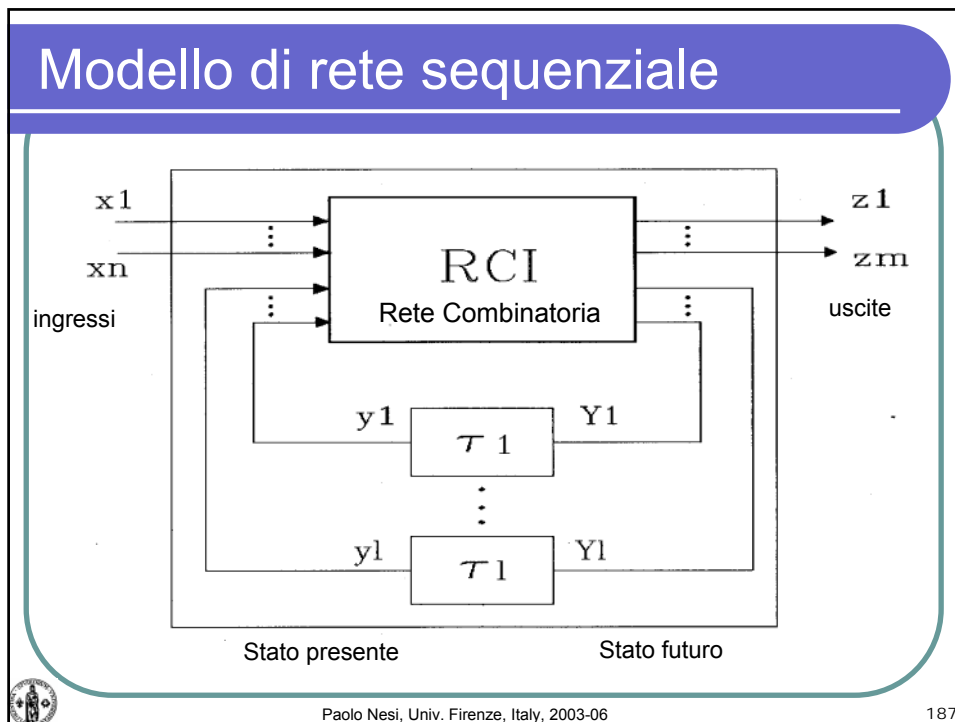 Modello di rete sequenziale
x1
z1
xn
zm
RCI
Rete Combinatoria
ingressi
uscite
y1
Y1
τ 1
yl
Yl
τ l
Stato presente
Stato futuro
Paolo Nesi, Univ. Firenze, Italy, 2003-06
187